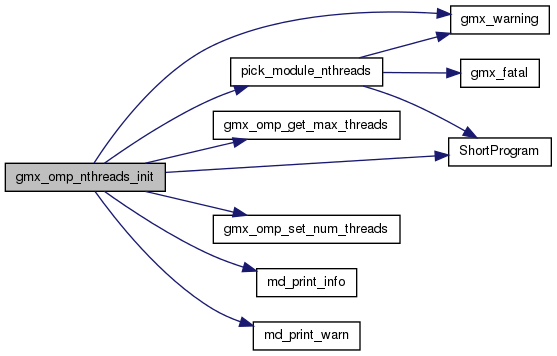 gmx_warning
pick_module_nthreads
gmx_fatal
gmx_omp_get_max_threads
ShortProgram
gmx_omp_nthreads_init
gmx_omp_set_num_threads
md_print_info
md_print_warn